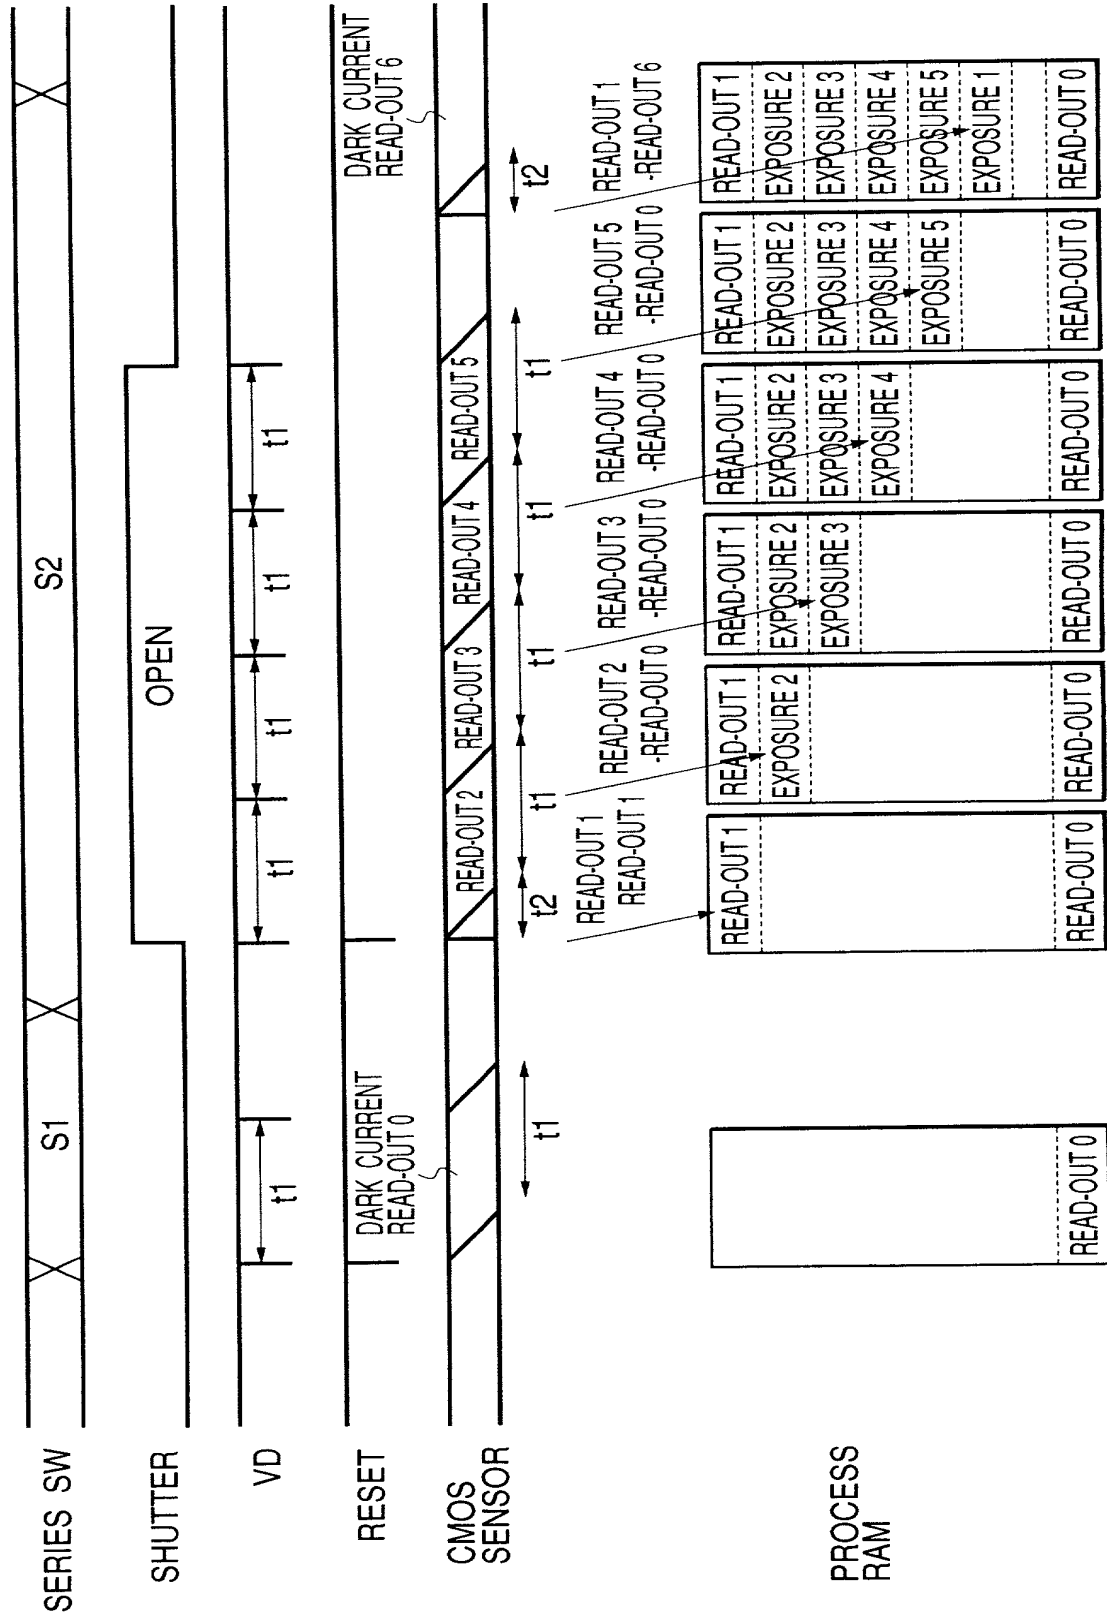 SERIES SW
S1
S2
SHUTTER
OPEN
VD
t1
t1
t1
t1
t1
RESET
DARK CURRENT
READ-OUT 0
DARK CURRENT
READ-OUT 6
CMOS
SENSOR
READ-OUT 2
READ-OUT 3
READ-OUT 4
READ-OUT 5
t1
t2
t1
t1
t1
t1
t2
READ-OUT 1
READ-OUT 1
READ-OUT 2
-READ-OUT 0
READ-OUT 3
-READ-OUT 0
READ-OUT 4
-READ-OUT 0
READ-OUT 5
-READ-OUT 0
READ-OUT 1
-READ-OUT 6
PROCESS
RAM
READ-OUT 0
READ-OUT 1
READ-OUT 0
READ-OUT 1
EXPOSURE 2
READ-OUT 0
READ-OUT 1
EXPOSURE 2
EXPOSURE 3
READ-OUT 0
READ-OUT 1
EXPOSURE 2
EXPOSURE 3
EXPOSURE 4
READ-OUT 0
READ-OUT 1
EXPOSURE 2
EXPOSURE 3
EXPOSURE 4
EXPOSURE 5
READ-OUT 0
READ-OUT 1
EXPOSURE 2
EXPOSURE 3
EXPOSURE 4
EXPOSURE 5
EXPOSURE 1
READ-OUT 0